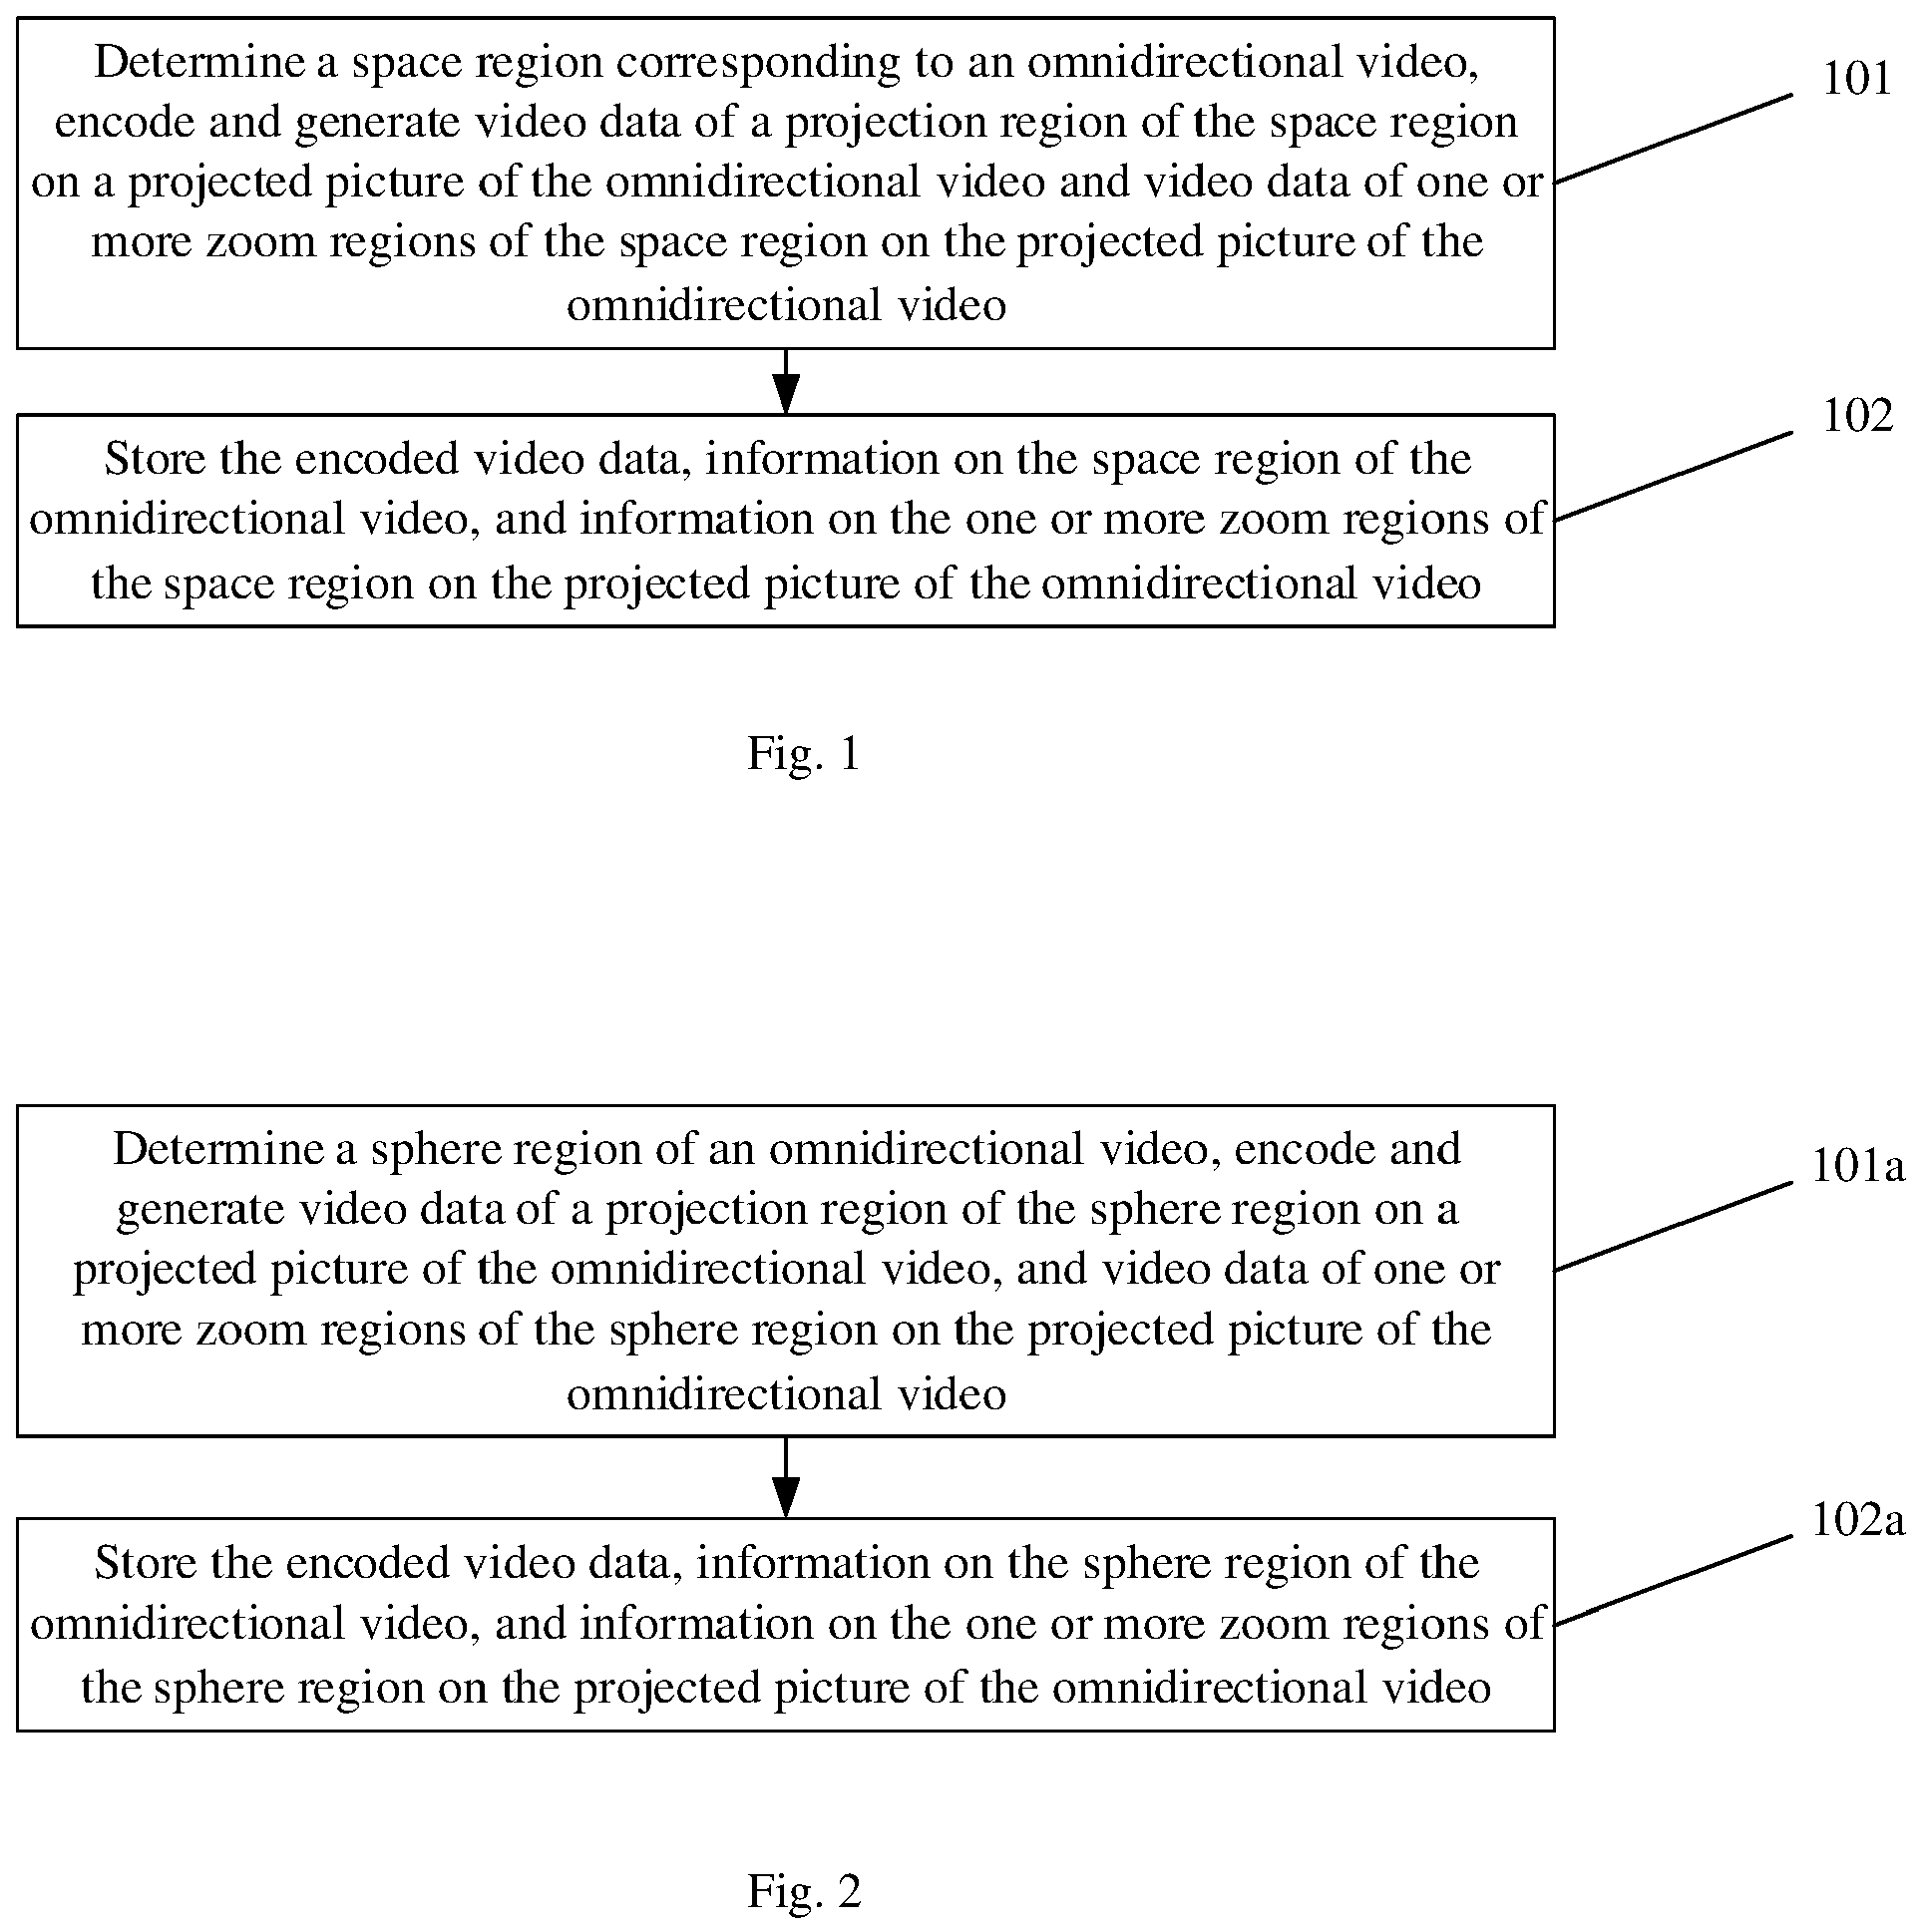 Determine a space region corresponding to an omnidirectional video,
encode and generate video data of a projection region of the space region
on a projected picture of the omnidirectional video and video data of one or
more zoom regions of the space region on the projected picture of the
omnidirectional video
101
Store the encoded video data, information on the space region of the
omnidirectional video, and information on the one or more zoom regions of
the space region on the projected picture of the omnidirectional video
102
Fig. 1
Determine a sphere region of an omnidirectional video, encode and
generate video data of a projection region of the sphere region on a
projected picture of the omnidirectional video, and video data of one or
more zoom regions of the sphere region on the projected picture of the
omnidirectional video
101a
Store the encoded video data, information on the sphere region of the
omnidirectional video, and information on the one or more zoom regions of
the sphere region on the projected picture of the omnidirectional video
102a
Fig. 2